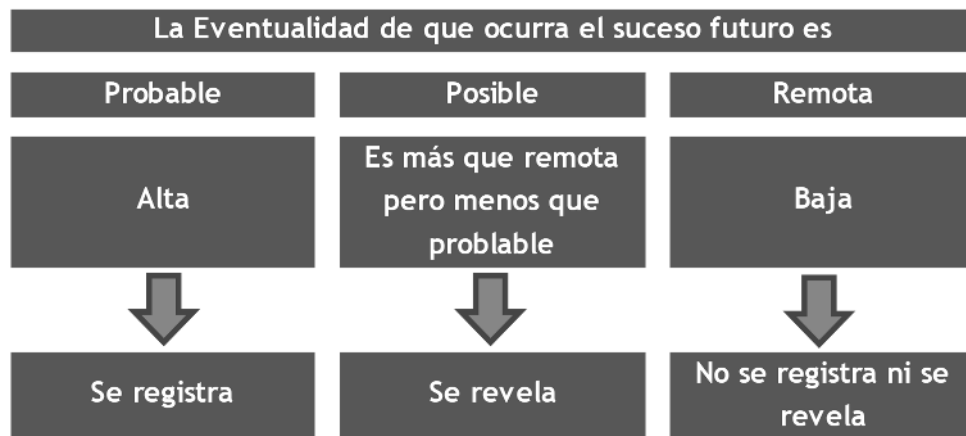 La Eventualidad de que ocurra el suceso futuro es
Probable
Posible
Remota
Alta
Es más que remota
pero menos que
problable
Baja
Se registra
Se revela
No se registra ni se
revela